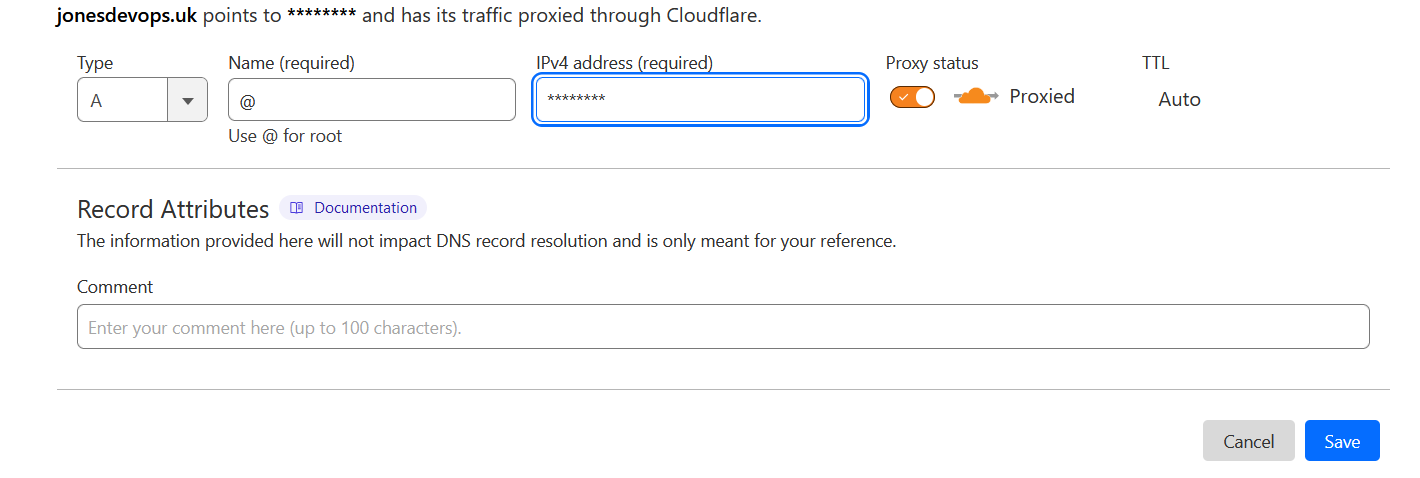 jonesdevops.uk points to ******** and has its traffic proxied through Cloudflare.
Type Name (required) IPv4 address (required) Proxy status TTL
A @ ******** Proxied Auto
Use @ for root
Record Attributes Documentation
The information provided here will not impact DNS record resolution and is only meant for your reference.
Comment
Enter your comment here (up to 100 characters).
Cancel Save